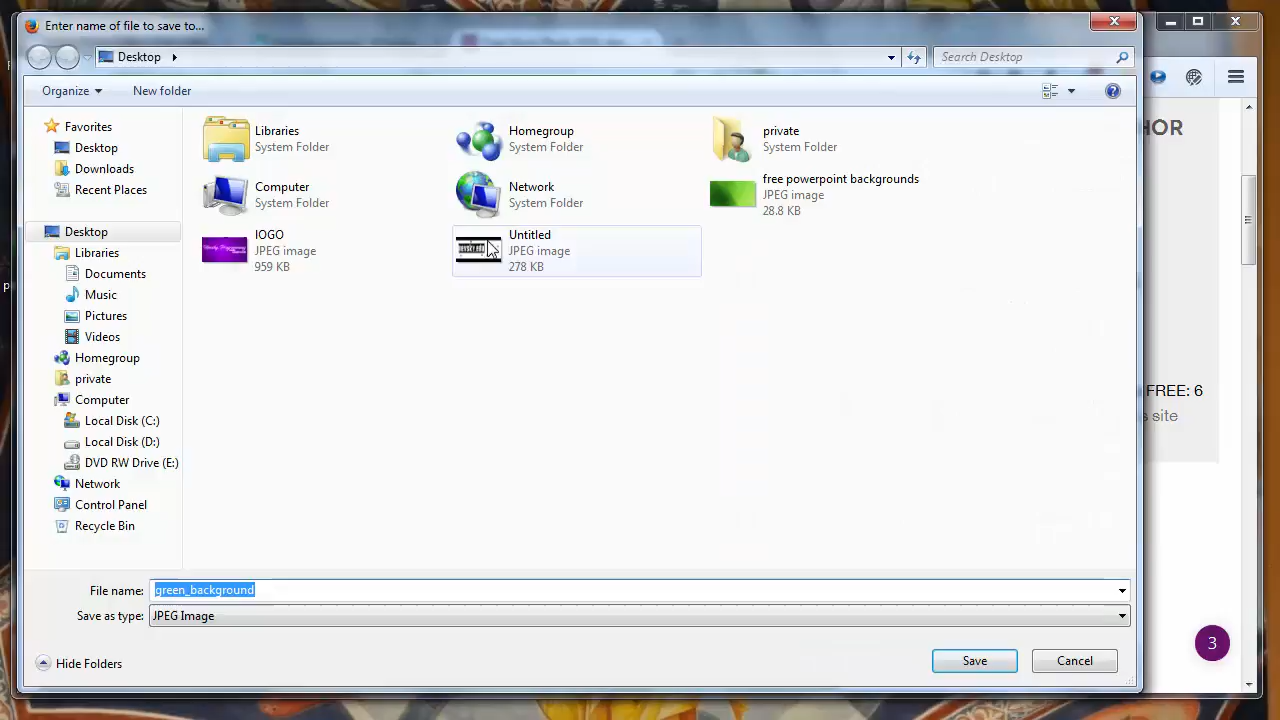 Enter name of file to save to...
Desktop
Search Desktop
Organize
New folder
Favorites
Desktop
Downloads
Recent Places
Desktop
Libraries
Documents
Music
Pictures
Videos
Homegroup
private
Computer
Local Disk (C:)
Local Disk (D:)
DVD RW Drive (E:)
Network
Control Panel
Recycle Bin
Libraries
System Folder
Homegroup
System Folder
private
System Folder
Computer
System Folder
Network
System Folder
free powerpoint backgrounds
JPEG image
28.8 KB
lOGO
JPEG image
959 KB
Untitled
JPEG image
278 KB
File name: green_background
Save as type: JPEG Image
Hide Folders
Save
Cancel
HOR
FREE: 6
site
3